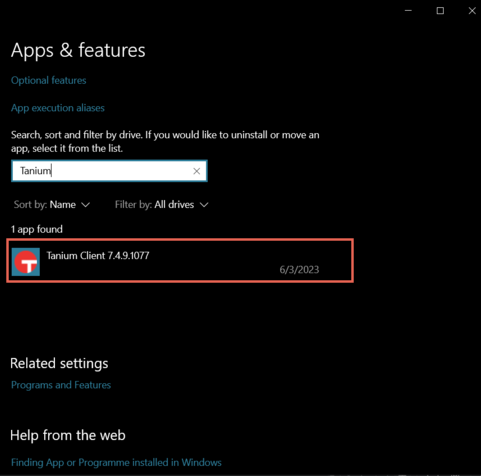 Apps & features
Optional features
App execution aliases
Search, sort and filter by drive. If you would like to uninstall or move an
app, select it from the list.
Tanium
Sort by: Name Filter by: All drives
1 app found
Tanium Client 7.4.9.1077
6/3/2023
Related settings
Programs and Features
Help from the web
Finding App or Programme installed in Windows